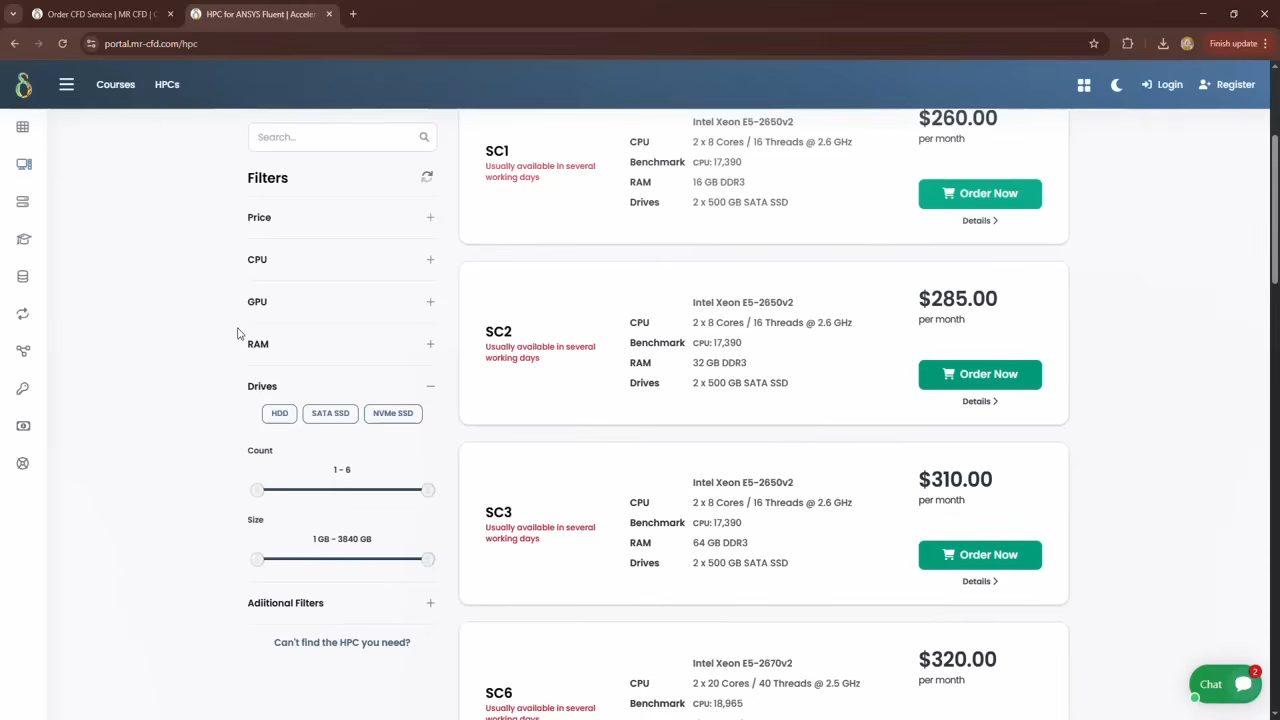 Order CFD Service | MR CFD | C
HPC for ANSYS Fluent | Acceler
portal.mr-cfd.com/hpc
Finish update
Courses
HPCs
Login
Register
Search...
Filters
Price
CPU
GPU
RAM
Drives
HDD
SATA SSD
NVMe SSD
Count
1 - 6
Size
1 GB - 3840 GB
Adiitional Filters
Can't find the HPC you need?
SC1
Usually available in several
working days
Intel Xeon E5-2650v2
CPU 2 x 8 Cores / 16 Threads @ 2.6 GHz
Benchmark CPU: 17,390
RAM 16 GB DDR3
Drives 2 x 500 GB SATA SSD
$260.00
per month
Order Now
Details
SC2
Usually available in several
working days
Intel Xeon E5-2650v2
CPU 2 x 8 Cores / 16 Threads @ 2.6 GHz
Benchmark CPU: 17,390
RAM 32 GB DDR3
Drives 2 x 500 GB SATA SSD
$285.00
per month
Order Now
Details
SC3
Usually available in several
working days
Intel Xeon E5-2650v2
CPU 2 x 8 Cores / 16 Threads @ 2.6 GHz
Benchmark CPU: 17,390
RAM 64 GB DDR3
Drives 2 x 500 GB SATA SSD
$310.00
per month
Order Now
Details
SC6
Usually available in several
working days
Intel Xeon E5-2670v2
CPU 2 x 20 Cores / 40 Threads @ 2.5 GHz
Benchmark CPU: 18,965
$320.00
per month
Chat
2